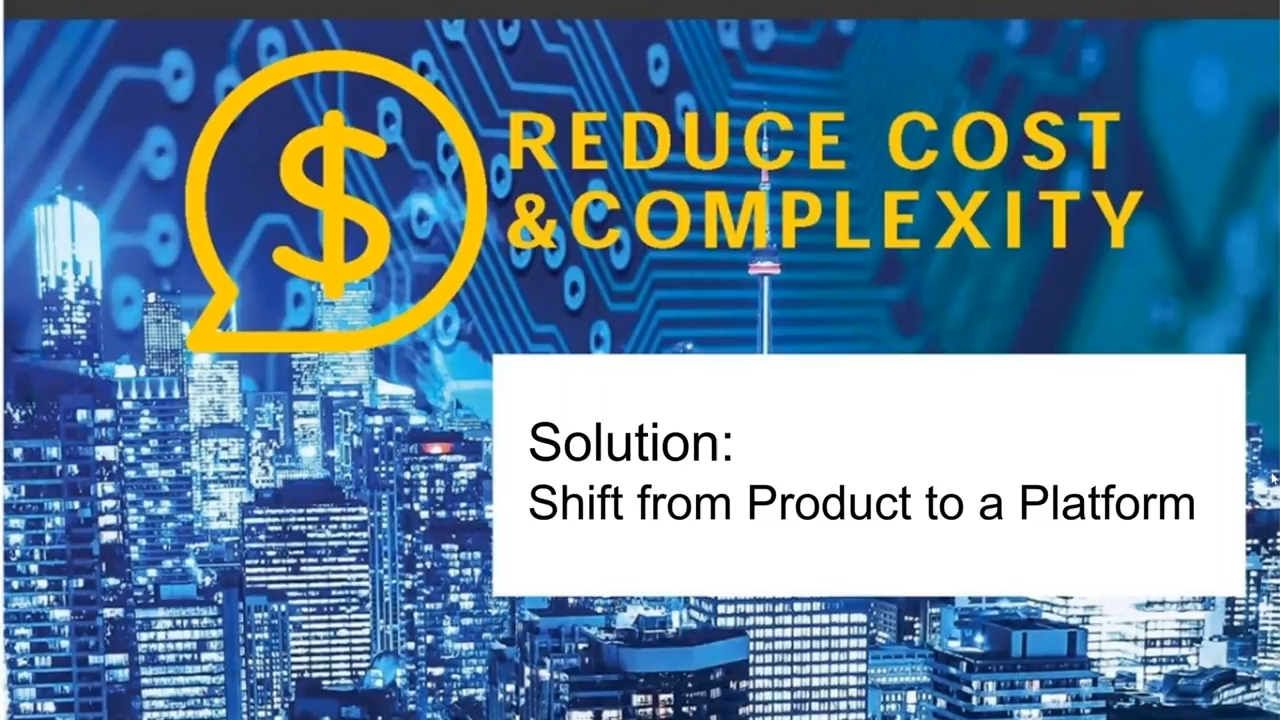 $
REDUCE COST
&COMPLEXITY
Solution:
Shift from Product to a Platform